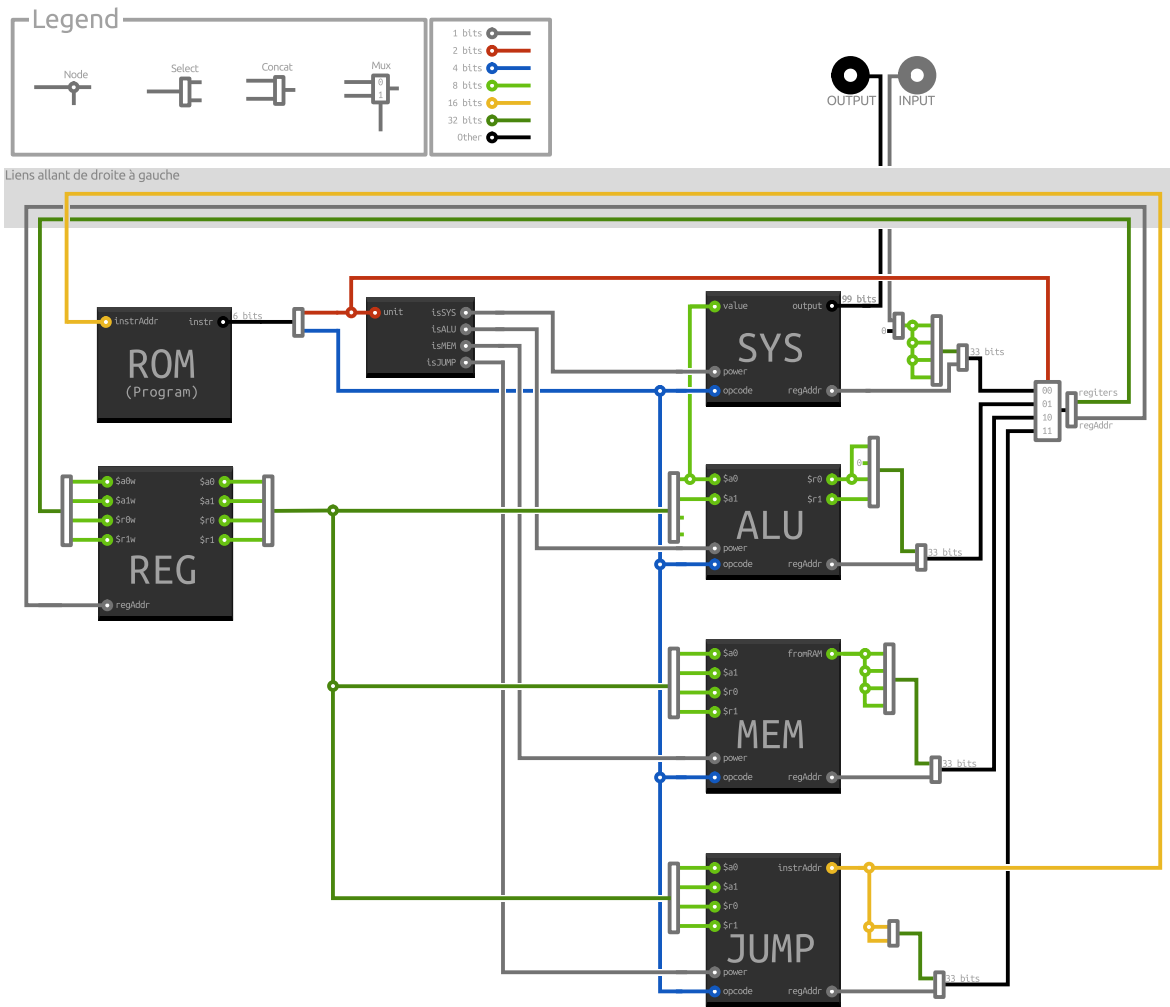 Legend
Node
Select
Concat
Mux
0
1
1 bits
2 bits
4 bits
8 bits
16 bits
32 bits
Other
OUTPUT
INPUT
Liens allant de droite à gauche
instrAddr
instr
6 bits
ROM
(Program)
unit
isSYS
isALU
isMEM
isJUMP
value
output
99 bits
SYS
power
opcode
regAddr
0
33 bits
00
01
10
11
regiters
regAddr
$a0w
$a1w
$r0w
$r1w
$a0
$a1
$r0
$r1
REG
regAddr
$a0
$a1
$r0
$r1
0
ALU
power
opcode
regAddr
33 bits
$a0
$a1
$r0
$r1
fromRAM
MEM
power
opcode
regAddr
33 bits
$a0
$a1
$r0
$r1
instrAddr
JUMP
power
opcode
regAddr
33 bits